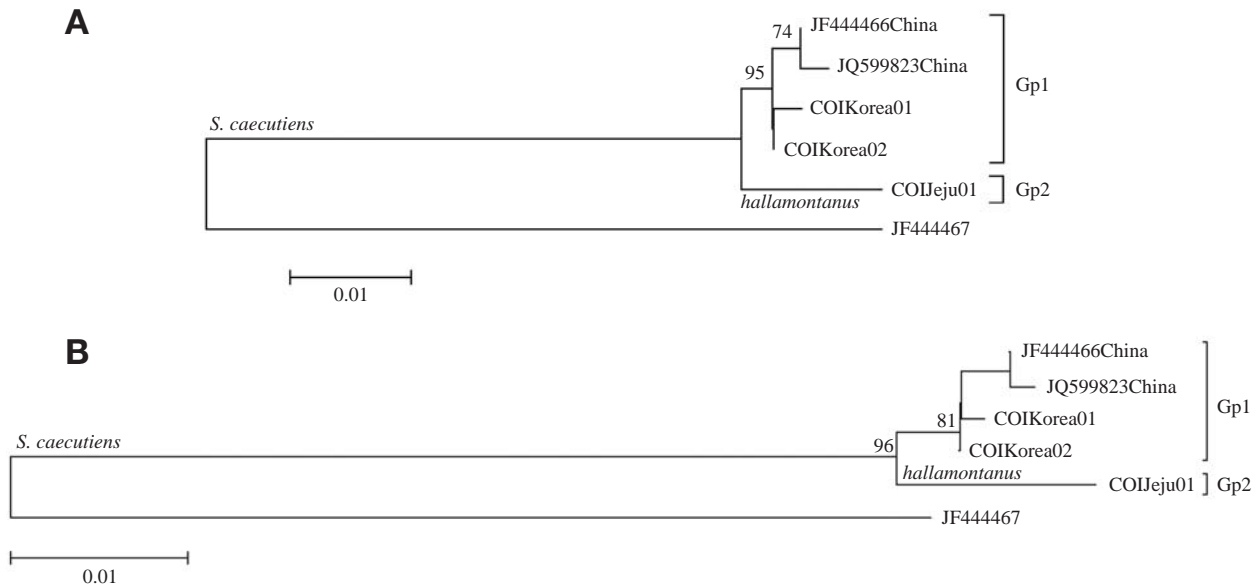 A
JF444466China
74
JQ599823China
95
Gp1
COIKorea01
S. caecutiens
COIKorea02
COIJeju01
Gp2
hallamontanus
JF444467
0.01
B
JF444466China
JQ599823China
Gp1
81
COIKorea01
S. caecutiens
96
COIKorea02
hallamontanus
COIJeju01
Gp2
JF444467
0.01